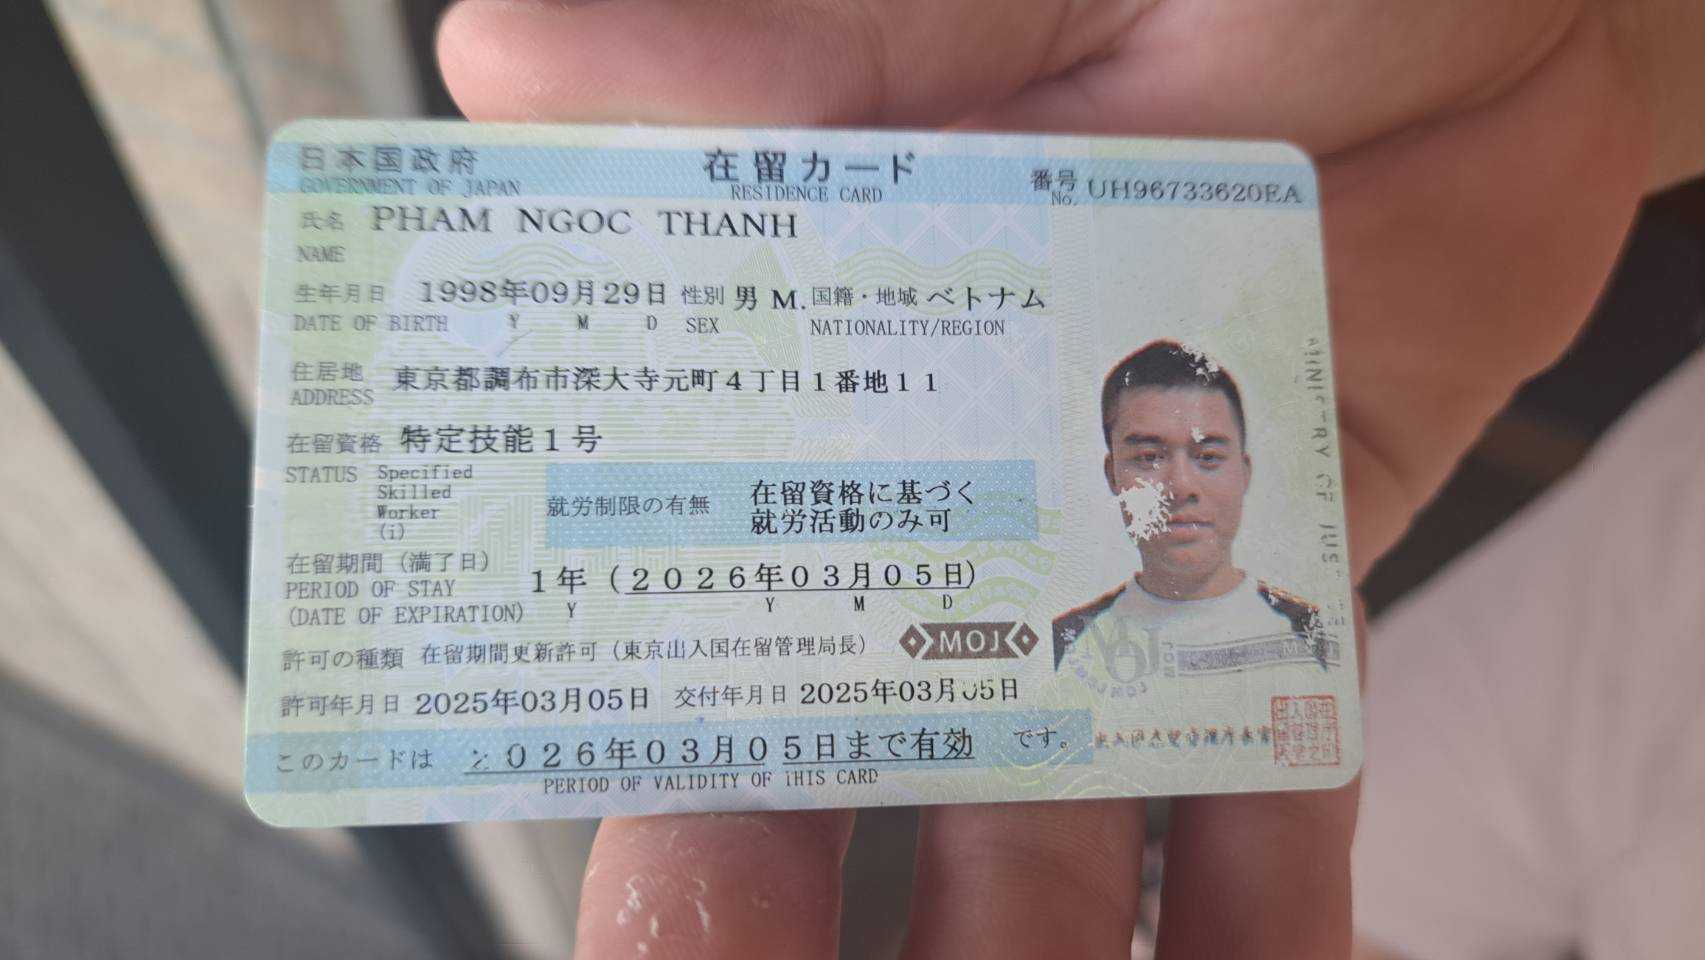 日本国政府 在留カード 番号 UH96733620EA
GOVERNMENT OF JAPAN RESIDENCE CARD No.
氏名 PHAM NGOC THANH
NAME
生年月日 1998年09月29日 性別 男 M. 国籍・地域 ベトナム
DATE OF BIRTH Y M D SEX NATIONALITY/REGION
住居地 東京都調布市深大寺元町4丁目1番地11
ADDRESS
在留資格 特定技能1号
STATUS Specified
Skilled
Worker
(i)
就労制限の有無 在留資格に基づく
就労活動のみ可
在留期間（満了日） 1年（2026年03月05日）
PERIOD OF STAY
(DATE OF EXPIRATION) Y Y M D
MOJ
許可の種類 在留期間更新許可（東京出入国在留管理局長）
許可年月日 2025年03月05日 交付年月日 2025年03月05日
このカードは 2026年03月05日まで有効 です。
PERIOD OF VALIDITY OF THIS CARD